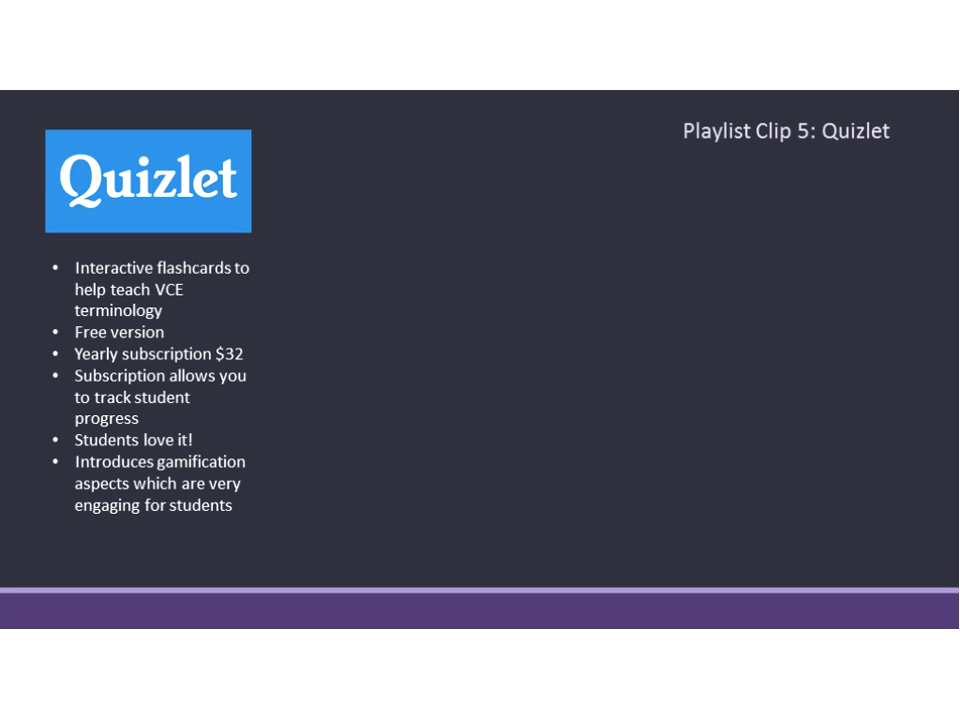 Playlist Clip 5: Quizlet
Quizlet
• Interactive flashcards to
help teach VCE
terminology
• Free version
• Yearly subscription $32
• Subscription allows you
to track student
progress
• Students love it!
• Introduces gamification
aspects which are very
engaging for students